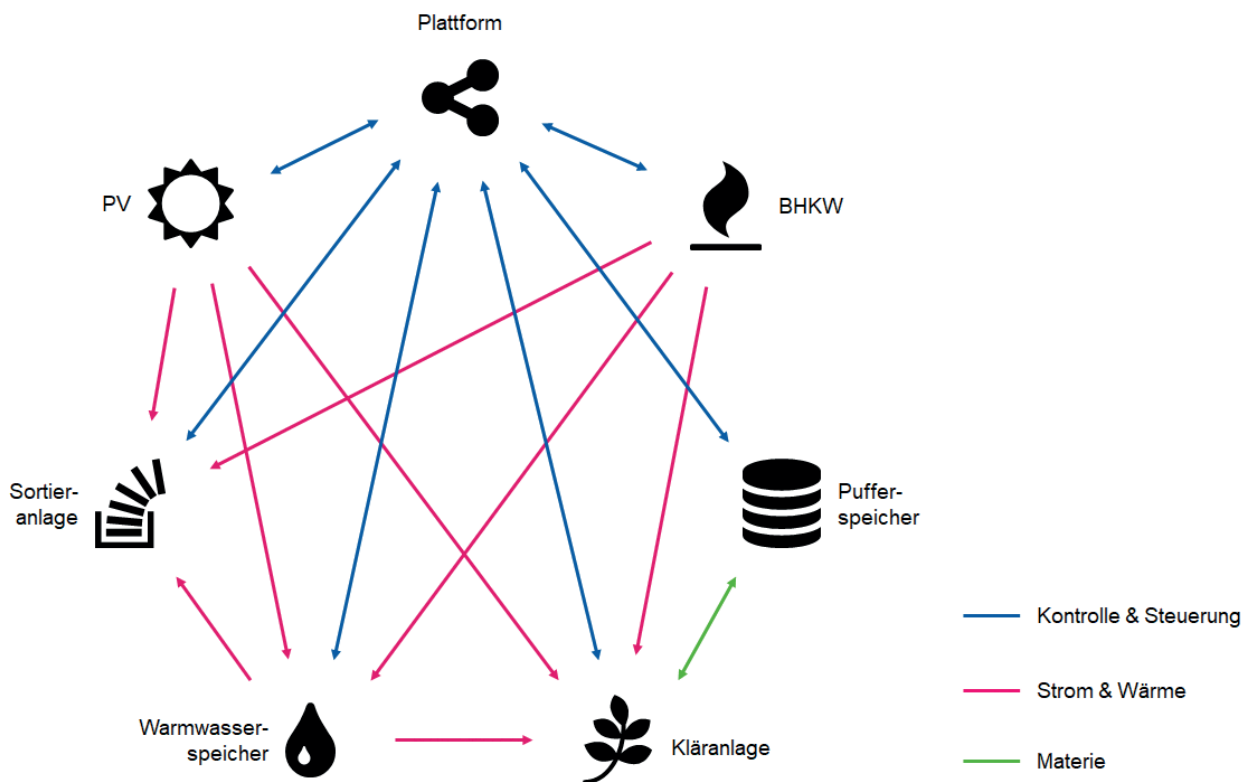 Plattform
PV
BHKW
Sortier-
anlage
Puffer-
speicher
Warmwasser-
speicher
Kläranlage
Kontrolle & Steuerung
Strom & Wärme
Materie